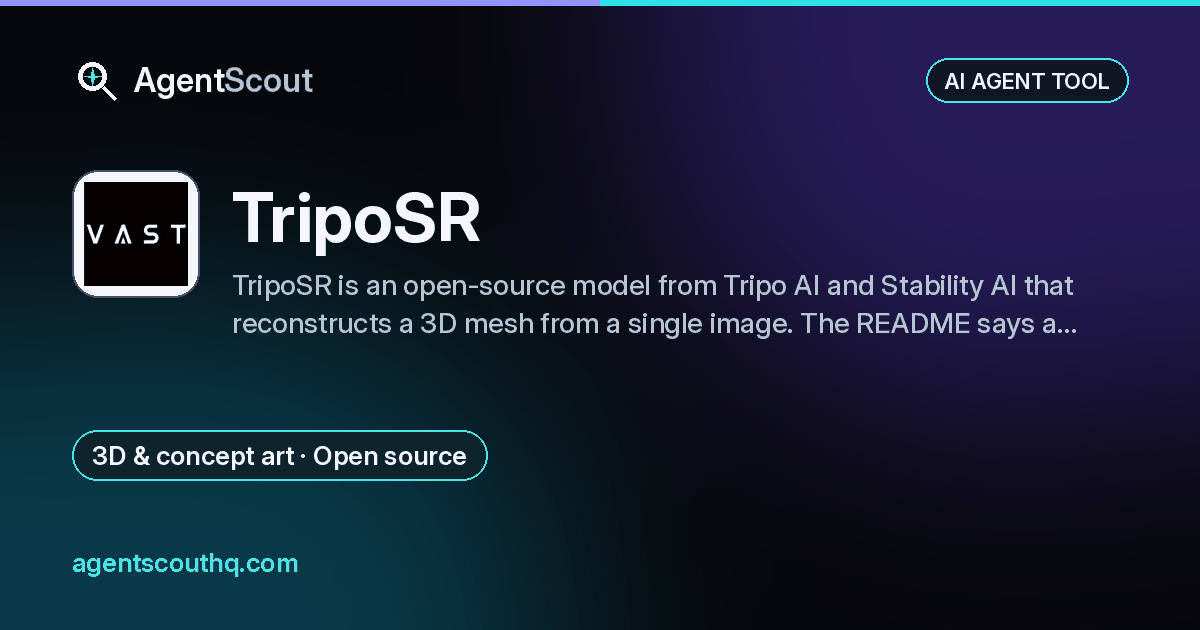 AgentScout
AI AGENT TOOL
VAST
TripoSR
TripoSR is an open-source model from Tripo AI and Stability AI that
reconstructs a 3D mesh from a single image. The README says a...
3D & concept art · Open source
agentscouthq.com